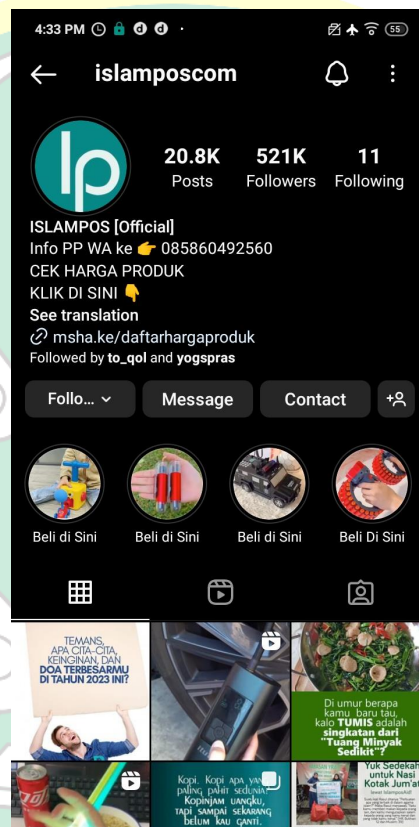 4:33 PM
55
islamposcom
lp
20.8K
Posts
521K
Followers
11
Following
ISLAMPOS [Official]
Info PP WA ke 👉 085860492560
CEK HARGA PRODUK
KLIK DI SINI 👇
See translation
msha.ke/daftarhargaproduk
Followed by to_qol and yogspras
Follo...
Message
Contact
Beli di Sini
Beli di Sini
Beli di Sini
Beli Di Sini
TEMANS,
APA CITA-CITA,
KEINGINAN, DAN
DOA TERBESARMU
DI TAHUN 2023 INI?
Di umur berapa
kamu baru tau,
kalo TUMIS adalah
singkatan dari
"Tuang Minyak
Sedikit"?
Kopi. Kopi apa yang
paling pahit sedunia?
Kopinjam uangku,
tapi sampai sekarang
belum kau ganti.
Yuk Sedekah
untuk Nasi
Kotak Jum'at